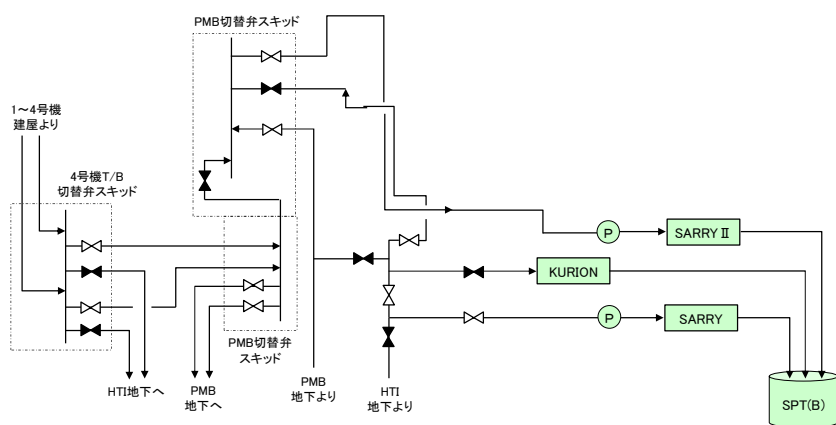 PMB切替弁スキッド
1～4号機
建屋より
4号機T/B
切替弁スキッド
P
SARRYⅡ
KURION
P
SARRY
PMB切替弁
スキッド
HTI地下へ
PMB
地下へ
PMB
地下より
HTI
地下より
SPT(B)